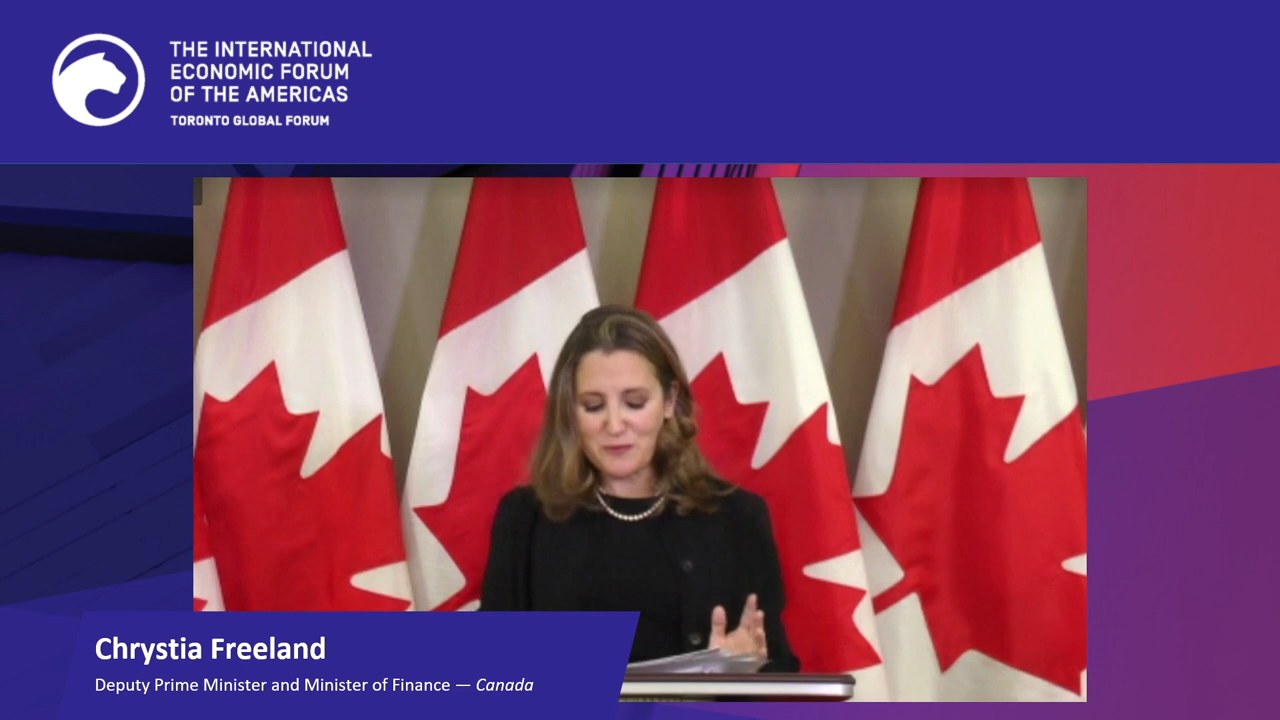 THE INTERNATIONAL
ECONOMIC FORUM
OF THE AMERICAS
TORONTO GLOBAL FORUM
Chrystia Freeland
Deputy Prime Minister and Minister of Finance — Canada